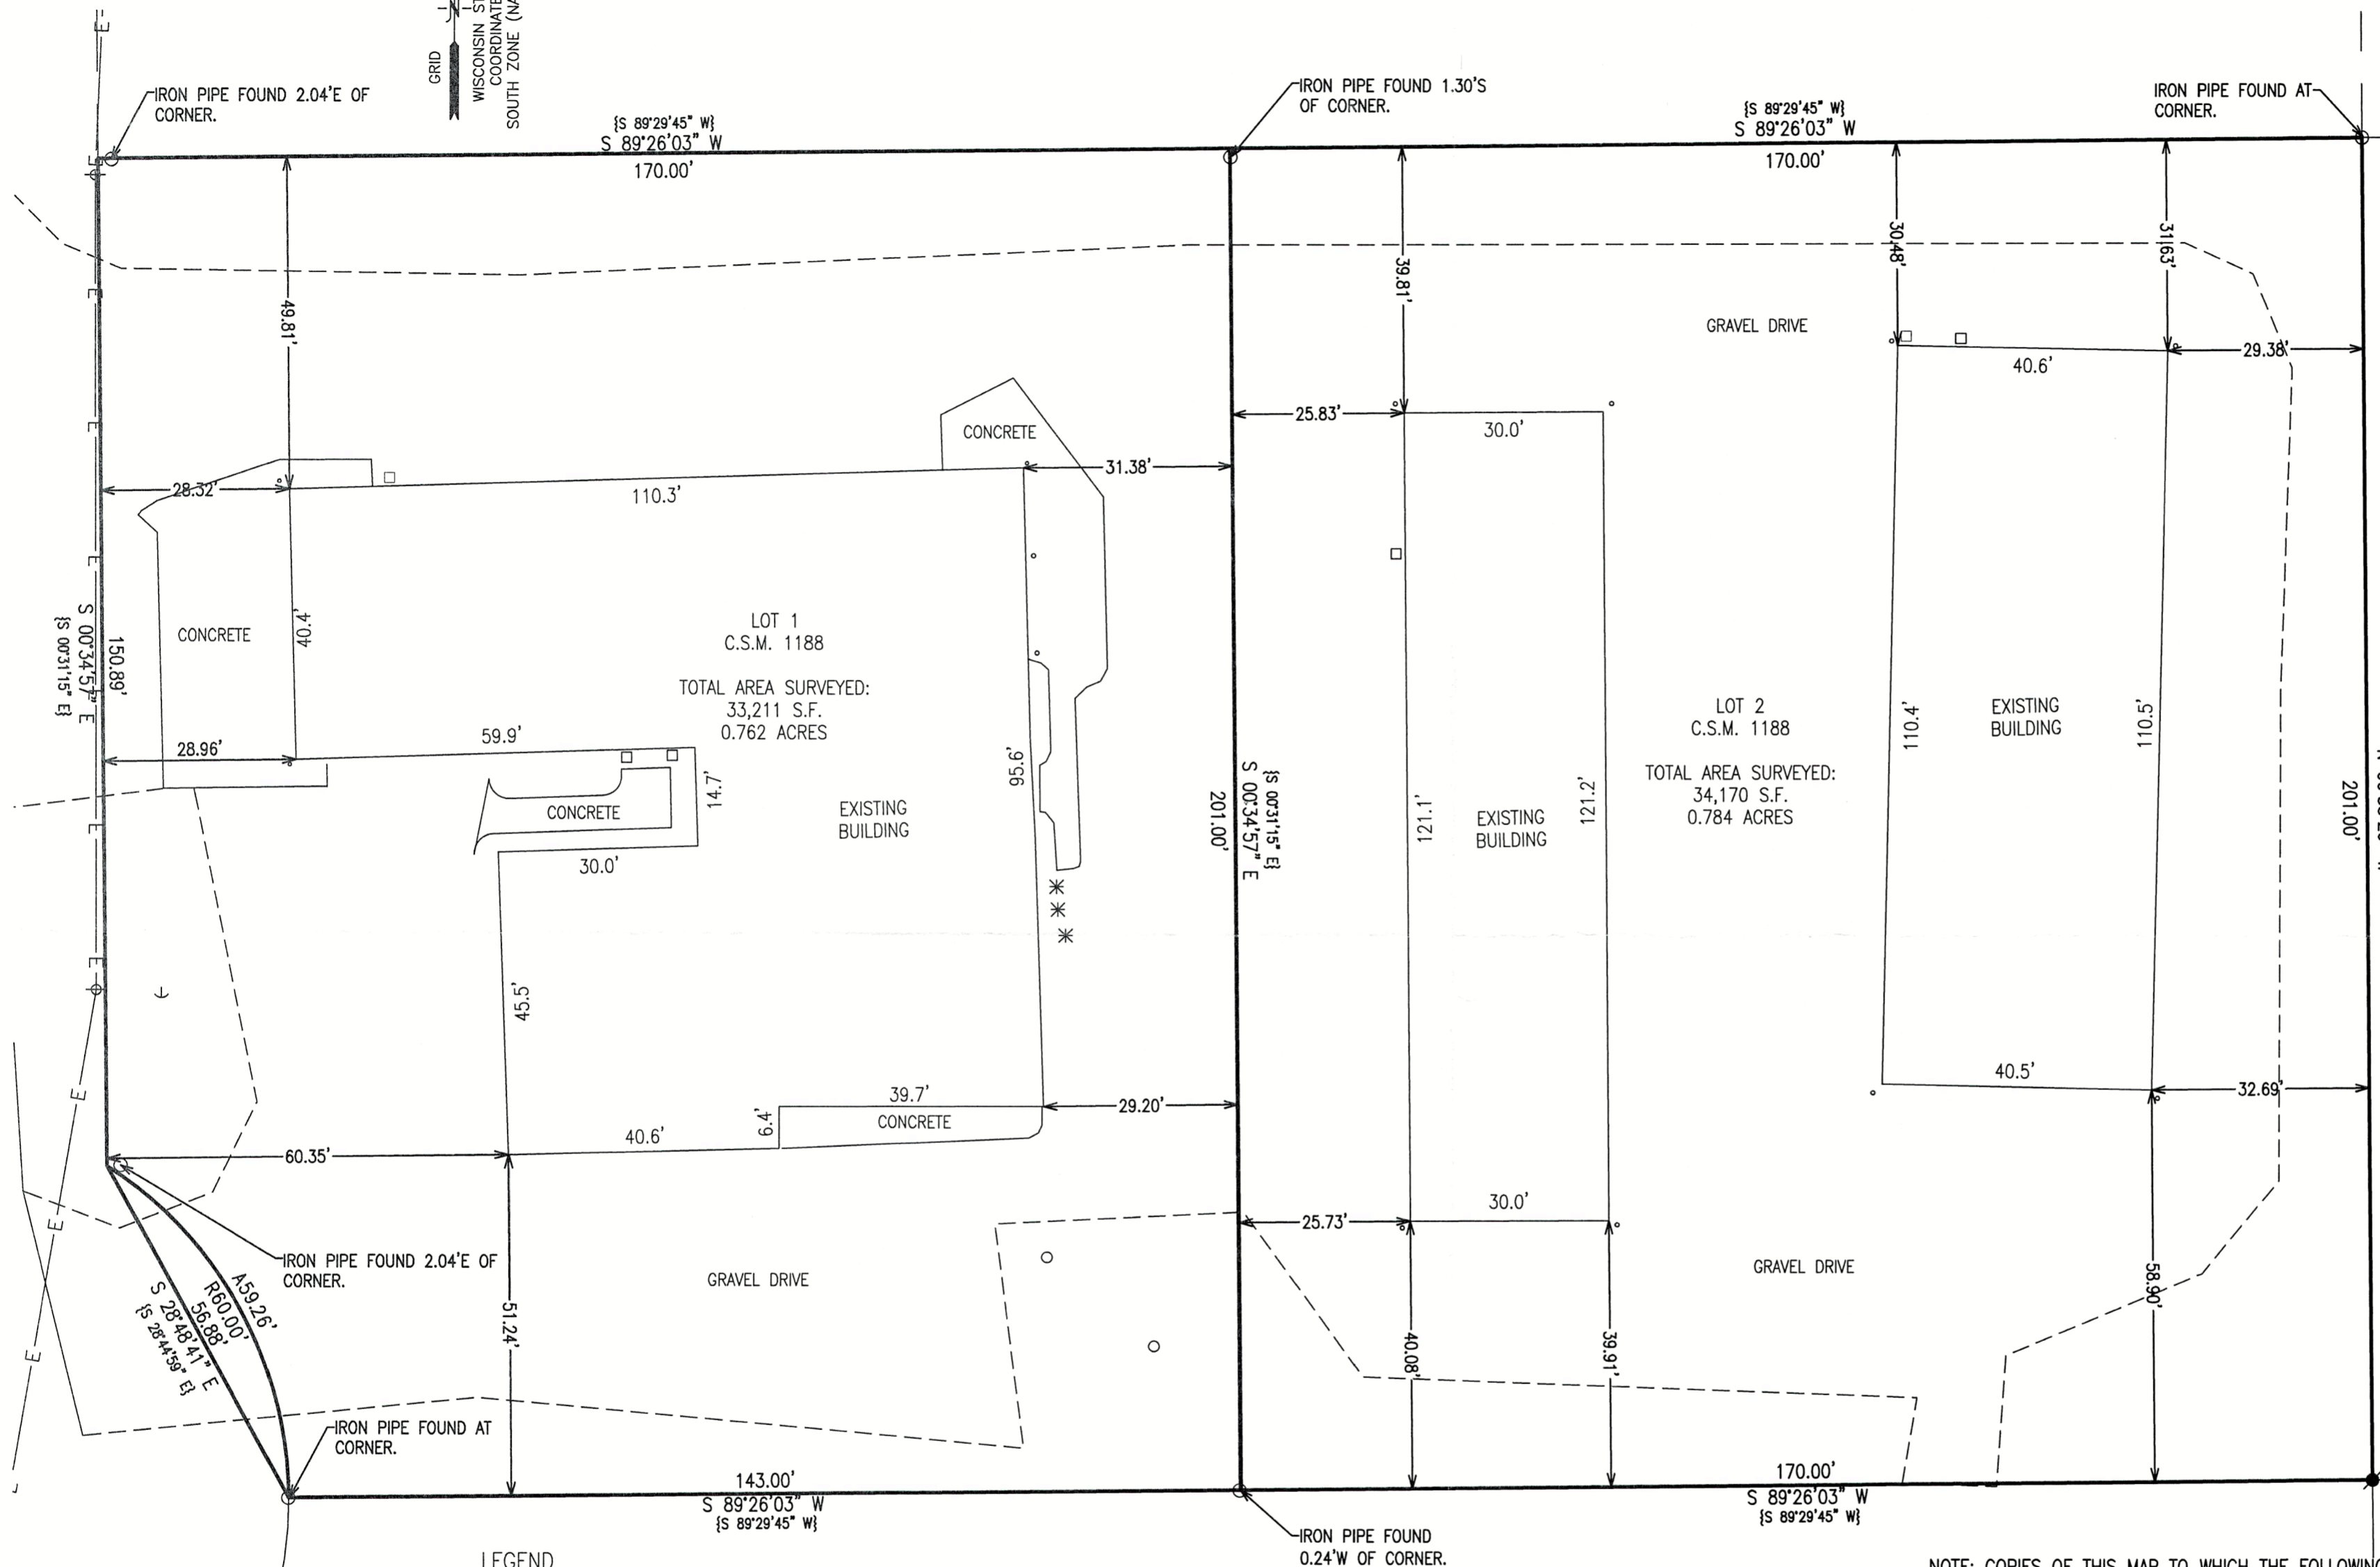 GRID
WISCONSIN ST
COORDINATE
SOUTH ZONE (NA
IRON PIPE FOUND 2.04'E OF
CORNER.
{S 89°29'45" W}
S 89°26'03" W
170.00'
IRON PIPE FOUND 1.30'S
OF CORNER.
{S 89°29'45" W}
S 89°26'03" W
170.00'
IRON PIPE FOUND AT
CORNER.
49.81'
39.81'
30.48'
31.63'
GRAVEL DRIVE
29.38'
40.6'
CONCRETE
25.83'
30.0'
31.38'
28.32'
110.3'
CONCRETE
40.4'
LOT 1
C.S.M. 1188
TOTAL AREA SURVEYED:
33,211 S.F.
0.762 ACRES
150.89'
S 00°34'57" E
{S 00°31'15" E}
28.96'
59.9'
14.7'
CONCRETE
30.0'
EXISTING
BUILDING
95.6'
{S 00°31'15" E}
S 00°34'57" E
201.00'
121.1'
EXISTING
BUILDING
121.2'
LOT 2
C.S.M. 1188
TOTAL AREA SURVEYED:
34,170 S.F.
0.784 ACRES
110.4'
EXISTING
BUILDING
110.5'
201.00'
45.5'
E
E
E
E
E
E
E
E
E
E
E
E
39.7'
CONCRETE
6.4'
40.6'
29.20'
60.35'
40.5'
32.69'
25.73'
30.0'
IRON PIPE FOUND 2.04'E OF
CORNER.
A59.26'
R60.00'
56.88'
S 28°48'41" E
{S 28°44'59" E}
GRAVEL DRIVE
51.24'
GRAVEL DRIVE
40.08'
39.91'
58.90'
IRON PIPE FOUND AT
CORNER.
143.00'
S 89°26'03" W
{S 89°29'45" W}
170.00'
S 89°26'03" W
{S 89°29'45" W}
IRON PIPE FOUND
0.24'W OF CORNER.
LEGEND
NOTE: COPIES OF THIS MAP TO WHICH THE FOLLOWING